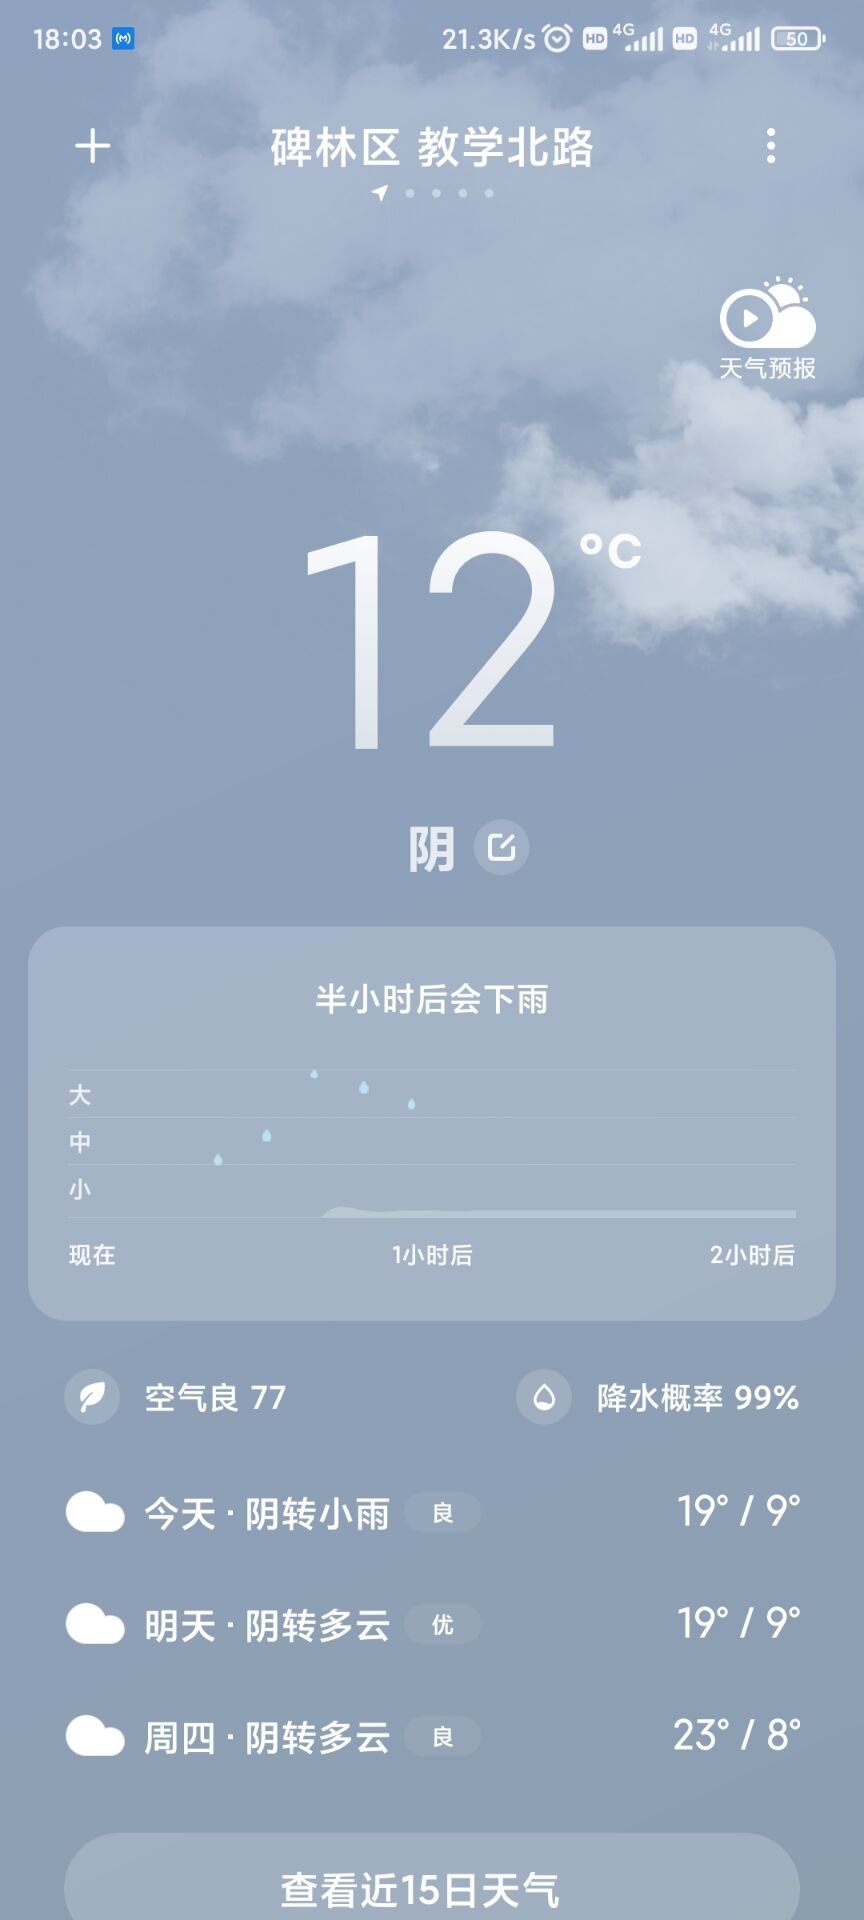 18:03 21.3K/s HD 4G HD 4G 50
碑林区 教学北路
天气预报
12°C
阴
半小时后会下雨
大
中
小
现在 1小时后 2小时后
空气良 77 降水概率 99%
今天 · 阴转小雨 良 19° / 9°
明天 · 阴转多云 优 19° / 9°
周四 · 阴转多云 良 23° / 8°
查看近15日天气